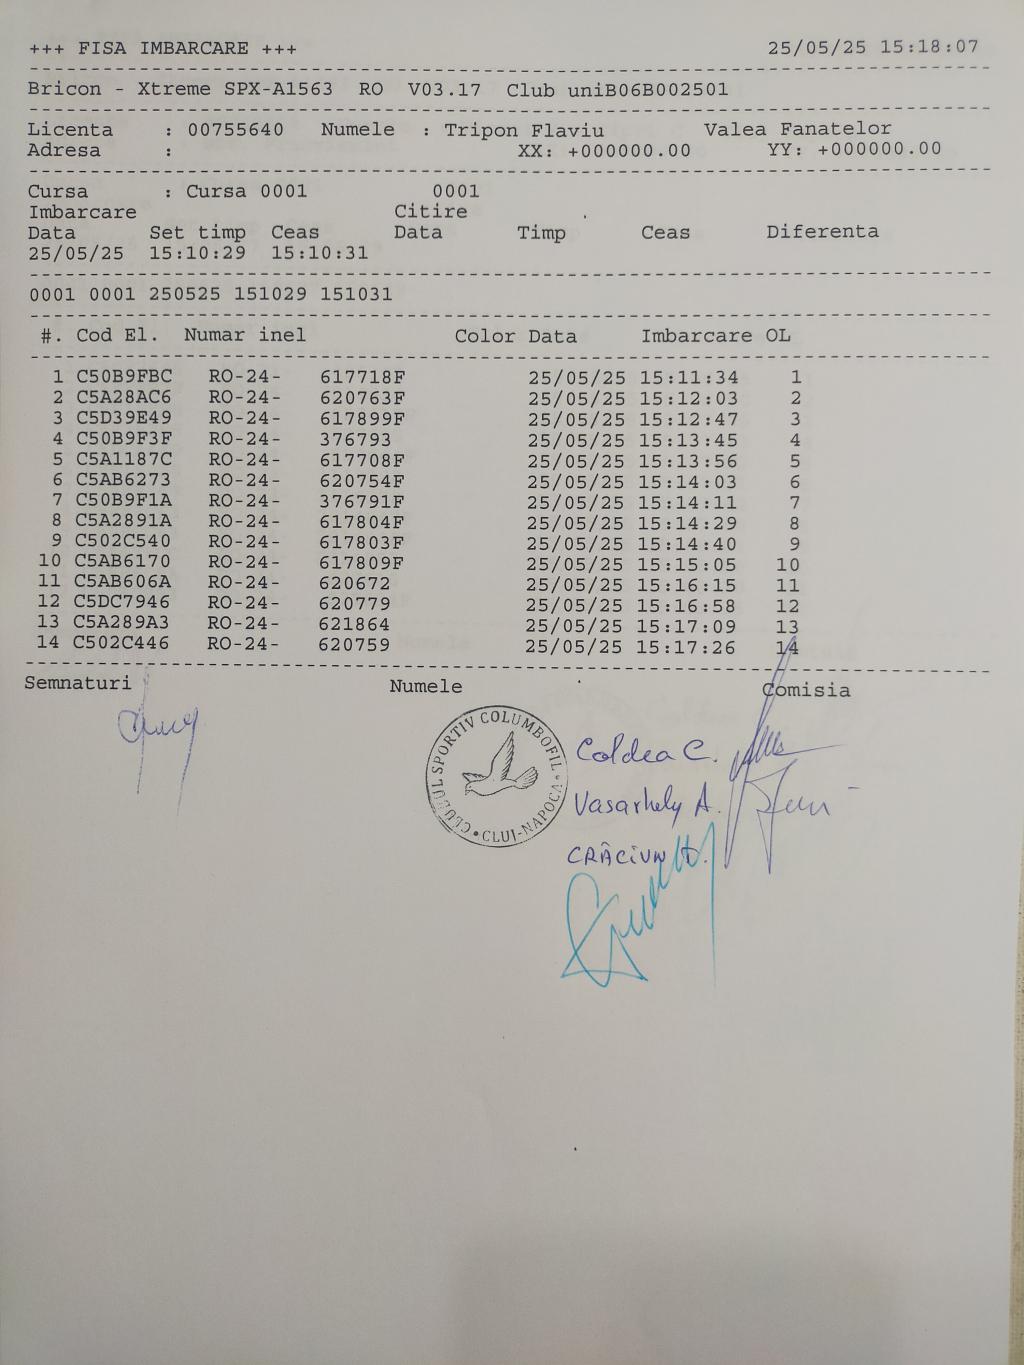 +++ FISA IMBARCARE +++ 25/05/25 15:18:07
Bricon - Xtreme SPX-A1563 RO V03.17 Club uniB06B002501
Licenta : 00755640 Numele : Tripon Flaviu Valea Fanatelor
Adresa : XX: +000000.00 YY: +000000.00
Cursa : Cursa 0001 0001
Imbarcare Citire
Data Set timp Ceas Data Timp Ceas Diferenta
25/05/25 15:10:29 15:10:31
0001 0001 250525 151029 151031
#. Cod El. Numar inel Color Data Imbarcare OL
1 C50B9FBC RO-24- 617718F 25/05/25 15:11:34 1
2 C5A28AC6 RO-24- 620763F 25/05/25 15:12:03 2
3 C5D39E49 RO-24- 617899F 25/05/25 15:12:47 3
4 C50B9F3F RO-24- 376793 25/05/25 15:13:45 4
5 C5A1187C RO-24- 617708F 25/05/25 15:13:56 5
6 C5AB6273 RO-24- 620754F 25/05/25 15:14:03 6
7 C50B9F1A RO-24- 376791F 25/05/25 15:14:11 7
8 C5A2891A RO-24- 617804F 25/05/25 15:14:29 8
9 C502C540 RO-24- 617803F 25/05/25 15:14:40 9
10 C5AB6170 RO-24- 617809F 25/05/25 15:15:05 10
11 C5AB606A RO-24- 620672 25/05/25 15:16:15 11
12 C5DC7946 RO-24- 620779 25/05/25 15:16:58 12
13 C5A289A3 RO-24- 621864 25/05/25 15:17:09 13
14 C502C446 RO-24- 620759 25/05/25 15:17:26 14
Semnaturi Numele Comisia
CLUBUL SPORTIV COLUMBOFIL • CLUJ-NAPOCA •
Coldea C.
Vasarhely A.
CRÂCIUN D.